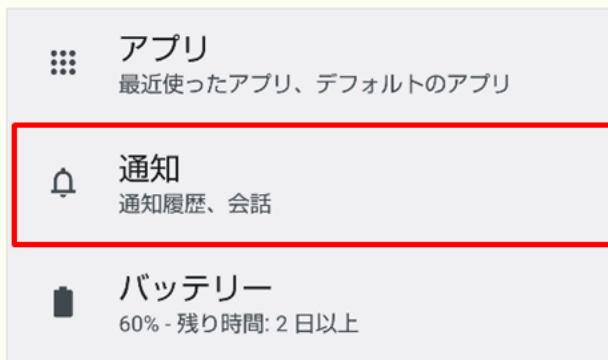 アプリ
最近使ったアプリ、デフォルトのアプリ
通知
通知履歴、会話
バッテリー
60% - 残り時間: 2 日以上